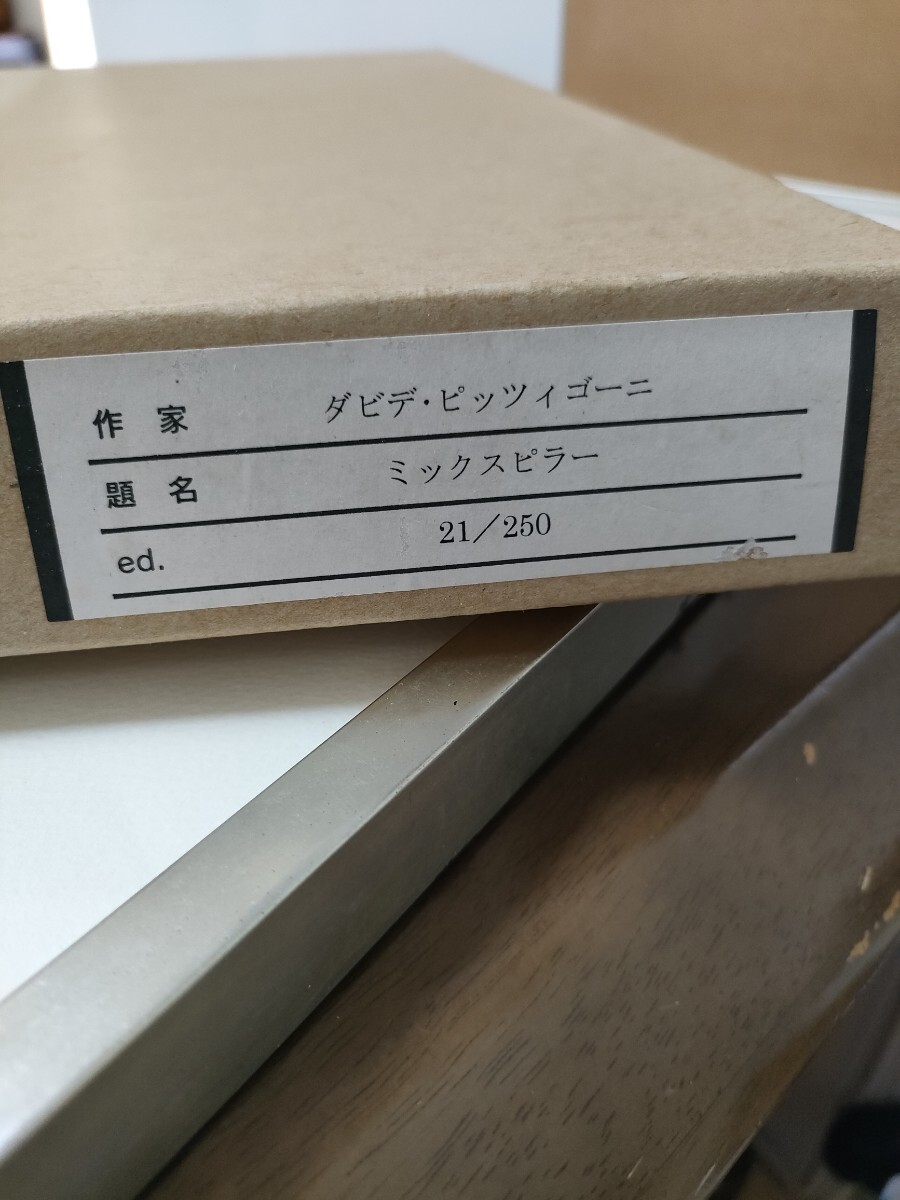 作家 ダビデ・ピッツィゴーニ
題名 ミックスピラー
ed. 21/250